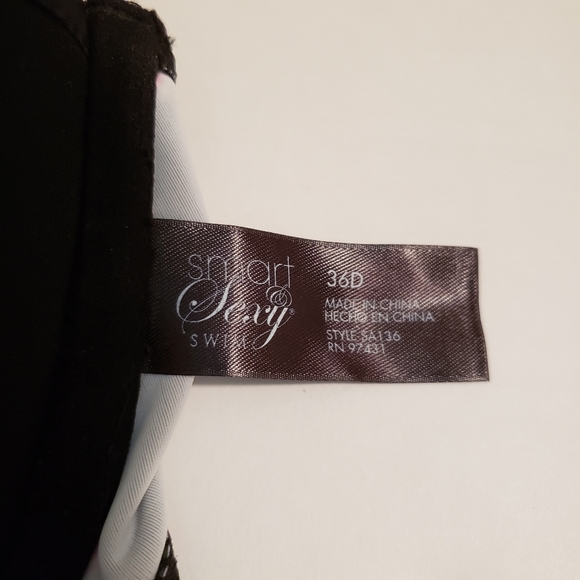 smart
& Sexy®
SWIM
36D
MADE IN CHINA
HECHO EN CHINA
STYLE SA136
RN 97431